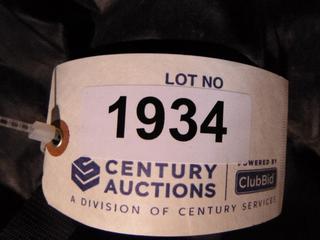 LOT NO
1934
CENTURY
AUCTIONS
POWERED BY
ClubBid
A DIVISION OF CENTURY SERVICES